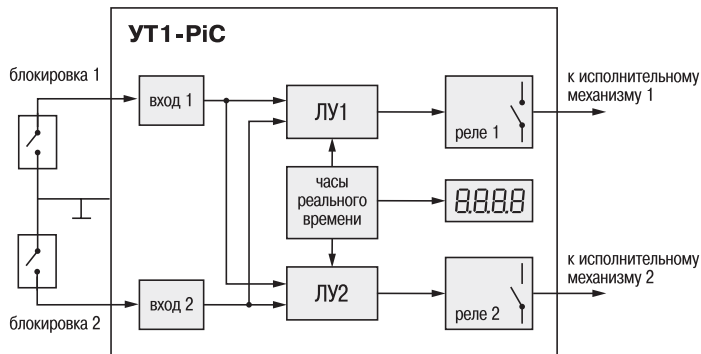 УТ1-PiC
блокировка 1
вход 1
ЛУ1
реле 1
к исполнительному
механизму 1
часы
реального
времени
8.8.8.8
блокировка 2
вход 2
ЛУ2
реле 2
к исполнительному
механизму 2